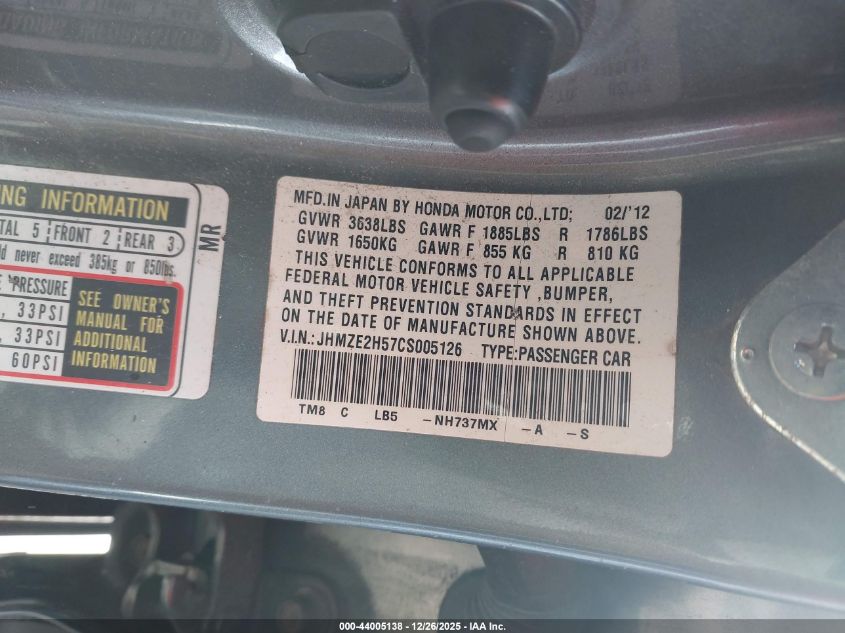 NG INFORMATION
TAL 5 FRONT 2 REAR 3
ld never exceed 385kg or 850lbs.
E PRESSURE
, 33PSI
, 33PSI
60PSI
SEE OWNER'S
MANUAL FOR
ADDITIONAL
INFORMATION
MR
MFD.IN JAPAN BY HONDA MOTOR CO.,LTD; 02/'12
GVWR 3638LBS GAWR F 1885LBS R 1786LBS
GVWR 1650KG GAWR F 855 KG R 810 KG
THIS VEHICLE CONFORMS TO ALL APPLICABLE
FEDERAL MOTOR VEHICLE SAFETY ,BUMPER,
AND THEFT PREVENTION STANDARDS IN EFFECT
ON THE DATE OF MANUFACTURE SHOWN ABOVE.
V.IN.:JHMZE2H57CS005126 TYPE:PASSENGER CAR
TM8 C LB5 -NH737MX -A -S
000-44005138 - 12/26/2025 - IAA Inc.